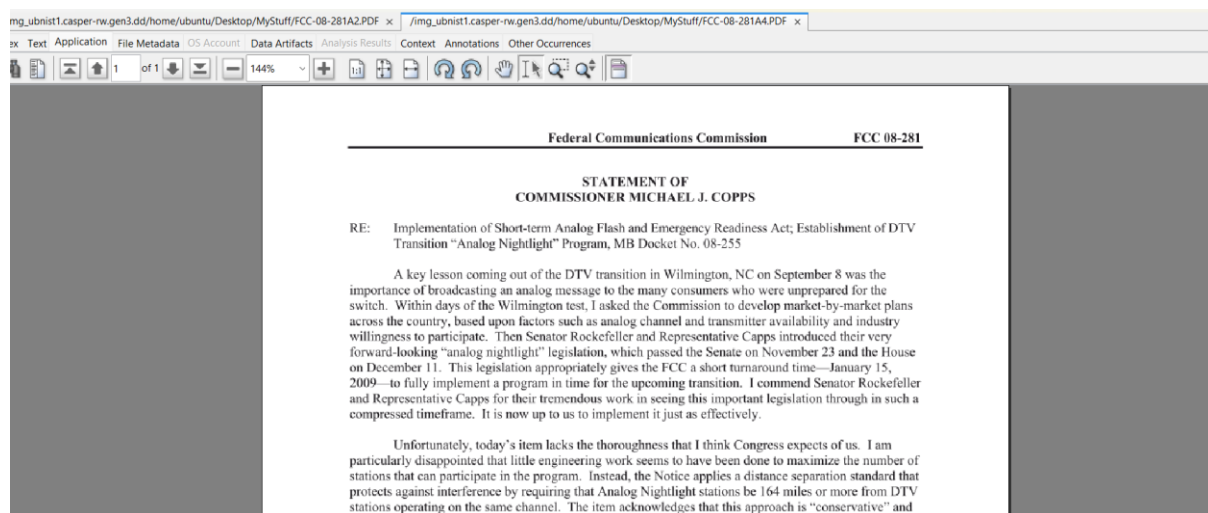 mg_ubnist1.casper-rw.gen3.dd/home/ubuntu/Desktop/MyStuff/FCC-08-281A2.PDF × /img_ubnist1.casper-rw.gen3.dd/home/ubuntu/Desktop/MyStuff/FCC-08-281A4.PDF ×
ex Text Application File Metadata OS Account Data Artifacts Analysis Results Context Annotations Other Occurrences
1 of 1 144% 1:1
Federal Communications Commission FCC 08-281
STATEMENT OF
COMMISSIONER MICHAEL J. COPPS
RE: Implementation of Short-term Analog Flash and Emergency Readiness Act; Establishment of DTV
Transition “Analog Nightlight” Program, MB Docket No. 08-255
A key lesson coming out of the DTV transition in Wilmington, NC on September 8 was the
importance of broadcasting an analog message to the many consumers who were unprepared for the
switch. Within days of the Wilmington test, I asked the Commission to develop market-by-market plans
across the country, based upon factors such as analog channel and transmitter availability and industry
willingness to participate. Then Senator Rockefeller and Representative Capps introduced their very
forward-looking “analog nightlight” legislation, which passed the Senate on November 23 and the House
on December 11. This legislation appropriately gives the FCC a short turnaround time—January 15,
2009—to fully implement a program in time for the upcoming transition. I commend Senator Rockefeller
and Representative Capps for their tremendous work in seeing this important legislation through in such a
compressed timeframe. It is now up to us to implement it just as effectively.
Unfortunately, today’s item lacks the thoroughness that I think Congress expects of us. I am
particularly disappointed that little engineering work seems to have been done to maximize the number of
stations that can participate in the program. Instead, the Notice applies a distance separation standard that
protects against interference by requiring that Analog Nightlight stations be 164 miles or more from DTV
stations operating on the same channel. The item acknowledges that this approach is “conservative” and